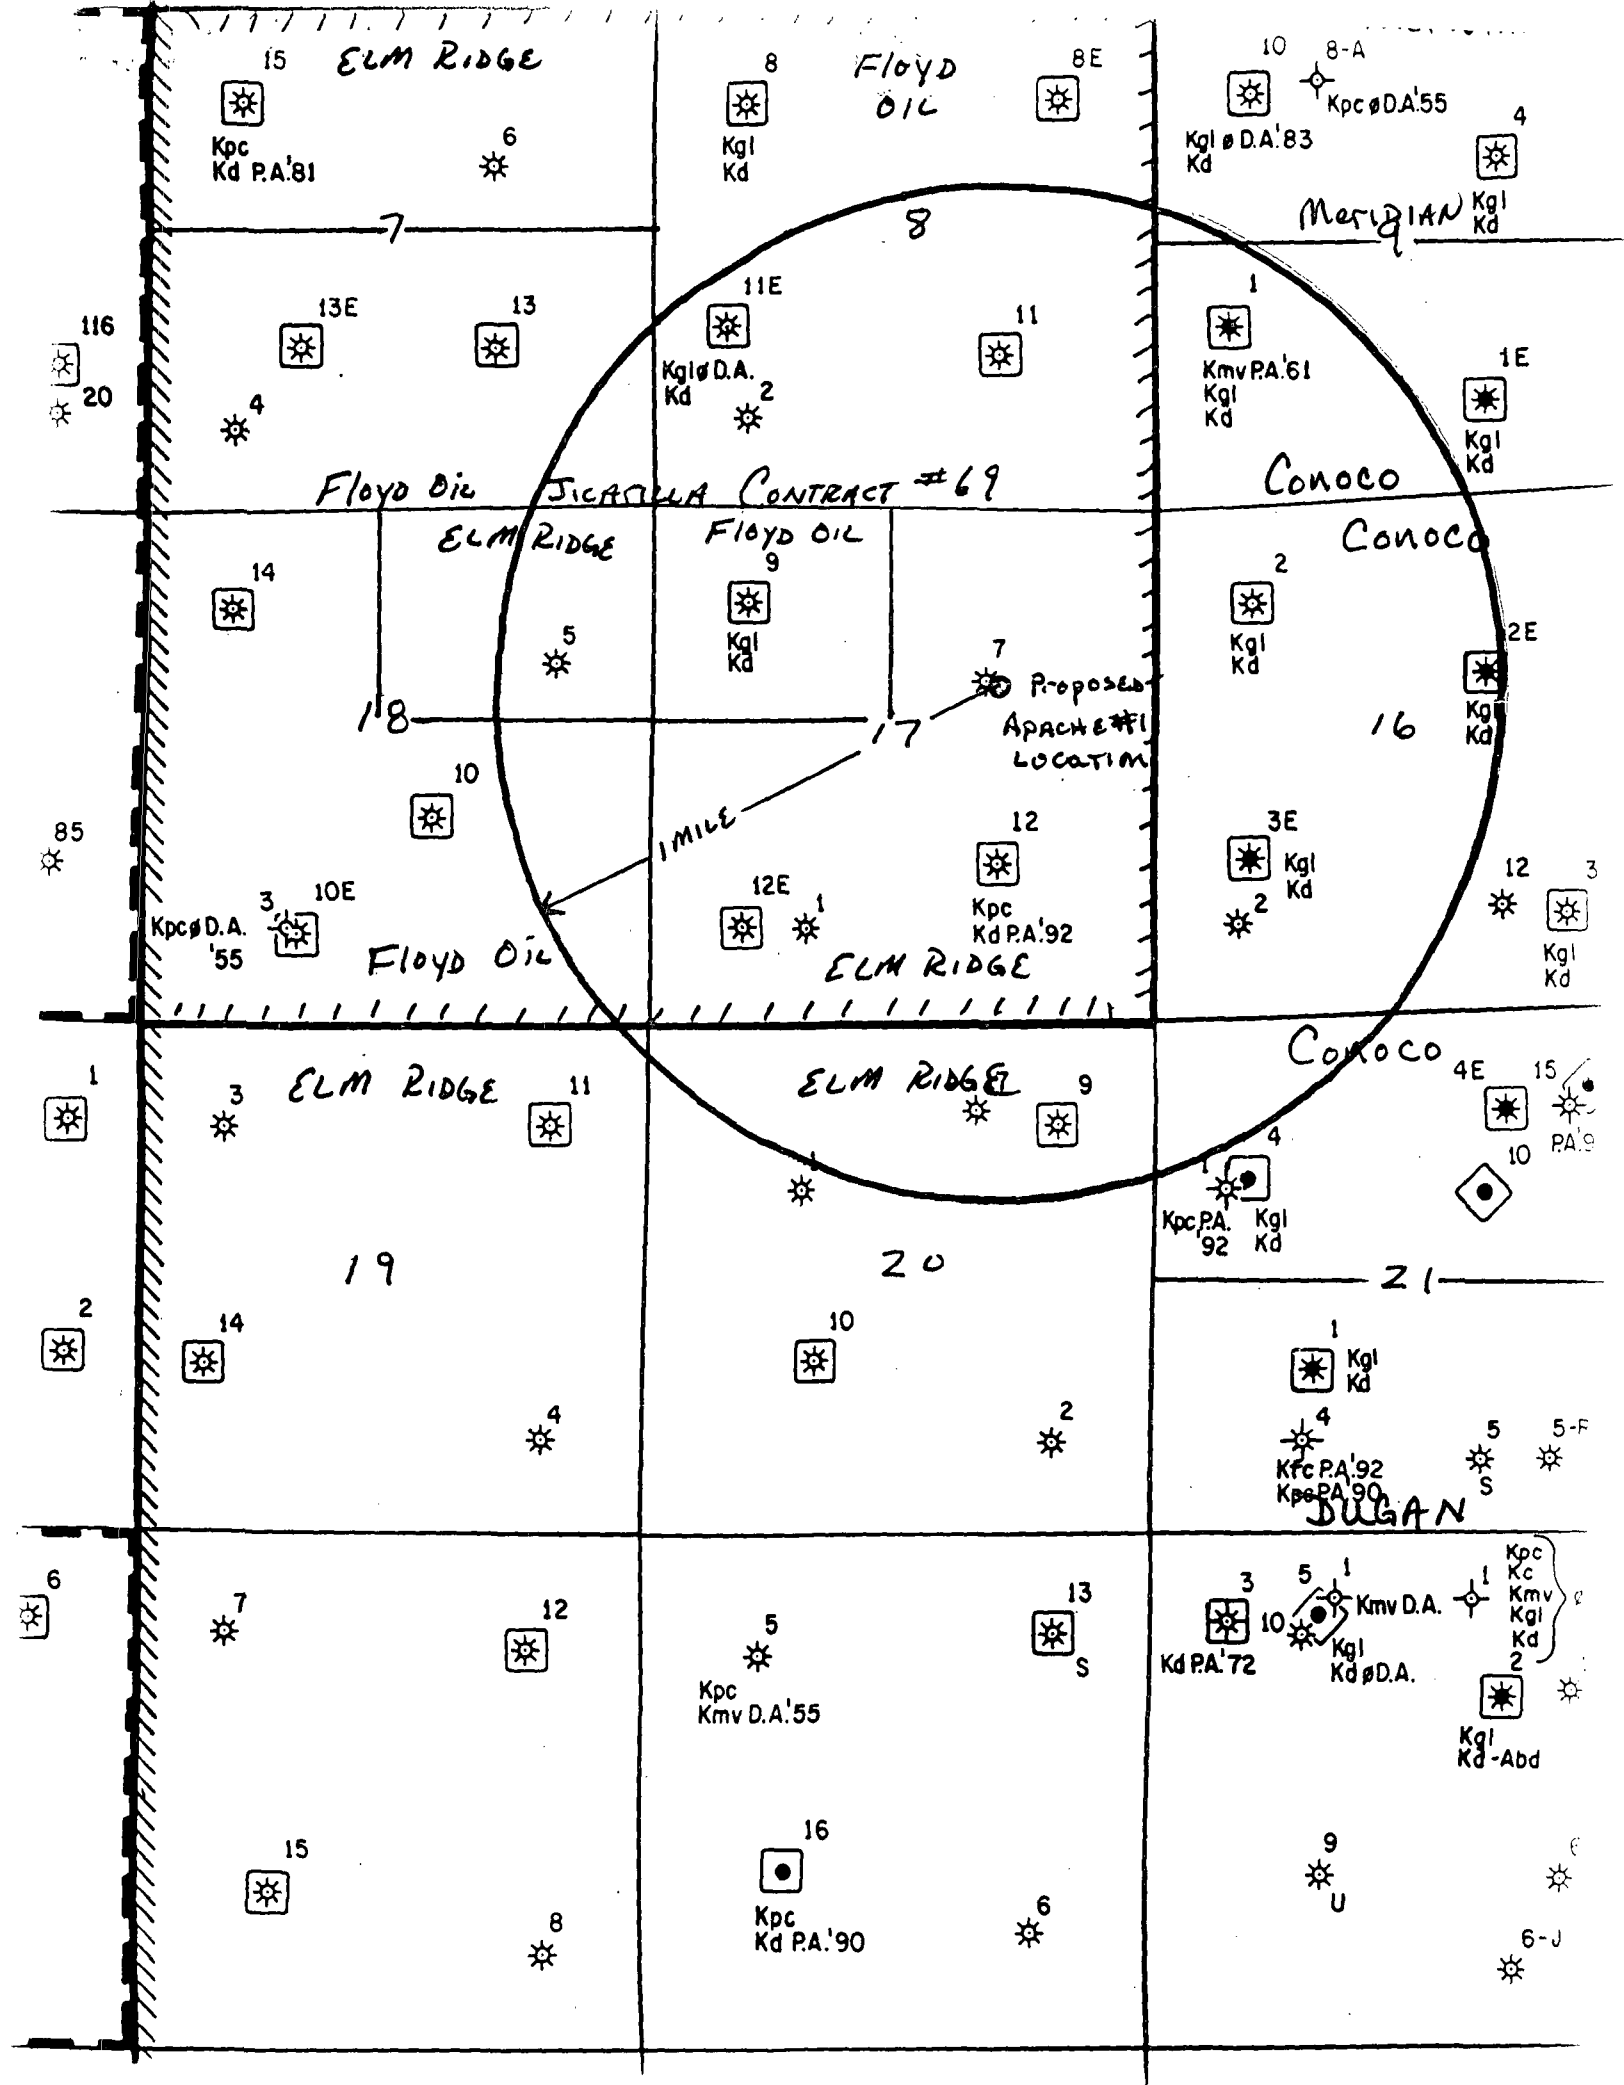 15
ELM RIDGE
8
Floyd
OIL
8E
10
8-A
Kpc ø D.A.'55
Kpc
Kd P.A.'81
6
Kgl
Kd
Kgl ø D.A.'83
Kd
4
7
8
MERIDIAN
9
Kgl
Kd
116
20
13E
13
4
11E
Kgl ø D.A.
Kd
2
11
1
Kmv P.A.'61
Kgl
Kd
1E
Kgl
Kd
Floyd Oil JICARILLA CONTRACT #69
Conoco
ELM RIDGE
Floyd OIL
Conoco
14
5
9
Kgl
Kd
7
Proposed
APACHE #1
LOCATION
2
Kgl
Kd
2E
Kgl
Kd
18
17
16
10
85
1 MILE
12
Kpc
Kd P.A.'92
3E
Kgl
Kd
2
12
3
Kgl
Kd
3
10E
Kpc ø D.A.
'55
12E
1
Floyd Oil
ELM RIDGE
Conoco
1
3
ELM RIDGE
11
ELM RIDGE
9
4E
15
P.A.'9
10
1
4
1
Kpc P.A.
'92
Kgl
Kd
19
20
21
2
14
10
1
Kgl
Kd
4
2
4
Kfc P.A.'92
Kpc P.A.'90
5
S
5-F
DUGAN
6
7
12
5
Kpc
Kmv D.A.'55
13
S
3
Kd P.A.'72
5
1
Kmv D.A.
10
Kgl
Kd ø D.A.
1
Kpc
Kc
Kmv
Kgl
Kd
2
Kgl
Kd-Abd
15
8
16
Kpc
Kd P.A.'90
6
9
U
6
6-J